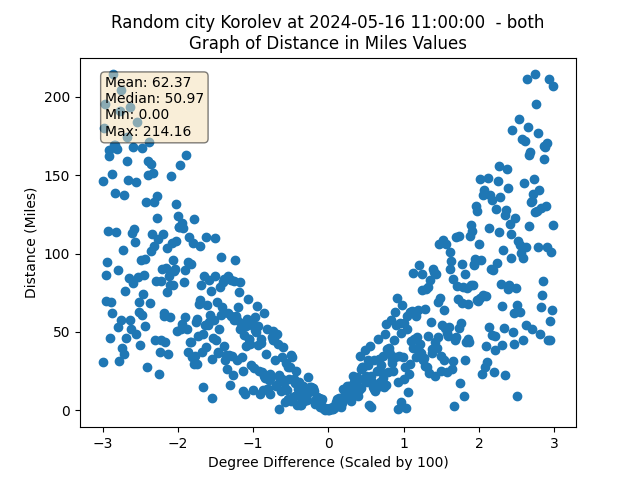 Random city Korolev at 2024-05-16 11:00:00  - both
Graph of Distance in Miles Values
Mean: 62.37
Median: 50.97
Min: 0.00
Max: 214.16
Distance (Miles)
200
150
100
50
0
−3 −2 −1 0 1 2 3
Degree Difference (Scaled by 100)